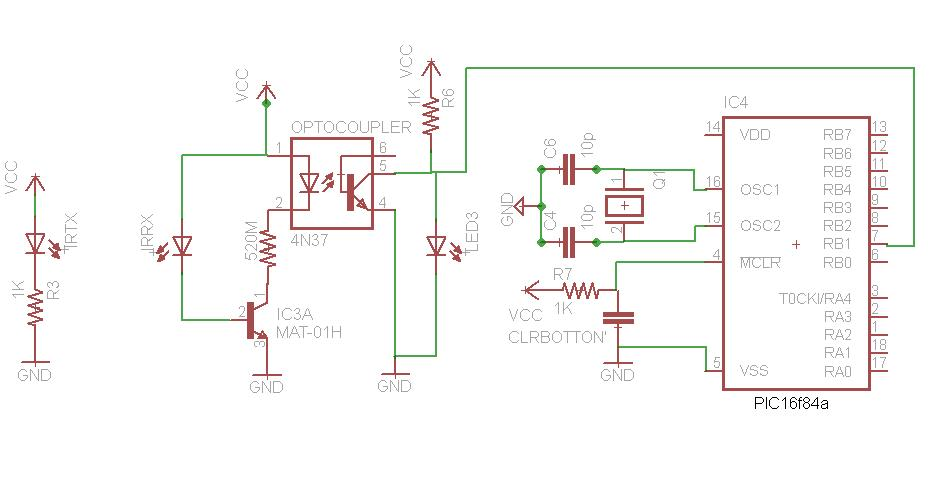 VCC
IRTX
1K
R3
GND
VCC
IRRX
OPTOCOUPLER
1
2
6
5
4
4N37
520M
1
2
3
IC3A
MAT-01H
GND
VCC
1K
R6
LED3
GND
GND
C6
10p
C4
10p
1
2
Q1
R7
1K
VCC
CLRBOTTON'
GND
IC4
14 VDD RB7 13
RB6 12
RB5 11
16 OSC1 RB4 10
RB3 9
15 OSC2 RB2 8
RB1 7
4 MCLR RB0 6
T0CKI/RA4 3
RA3 2
RA2 1
RA1 18
5 VSS RA0 17
PIC16f84a